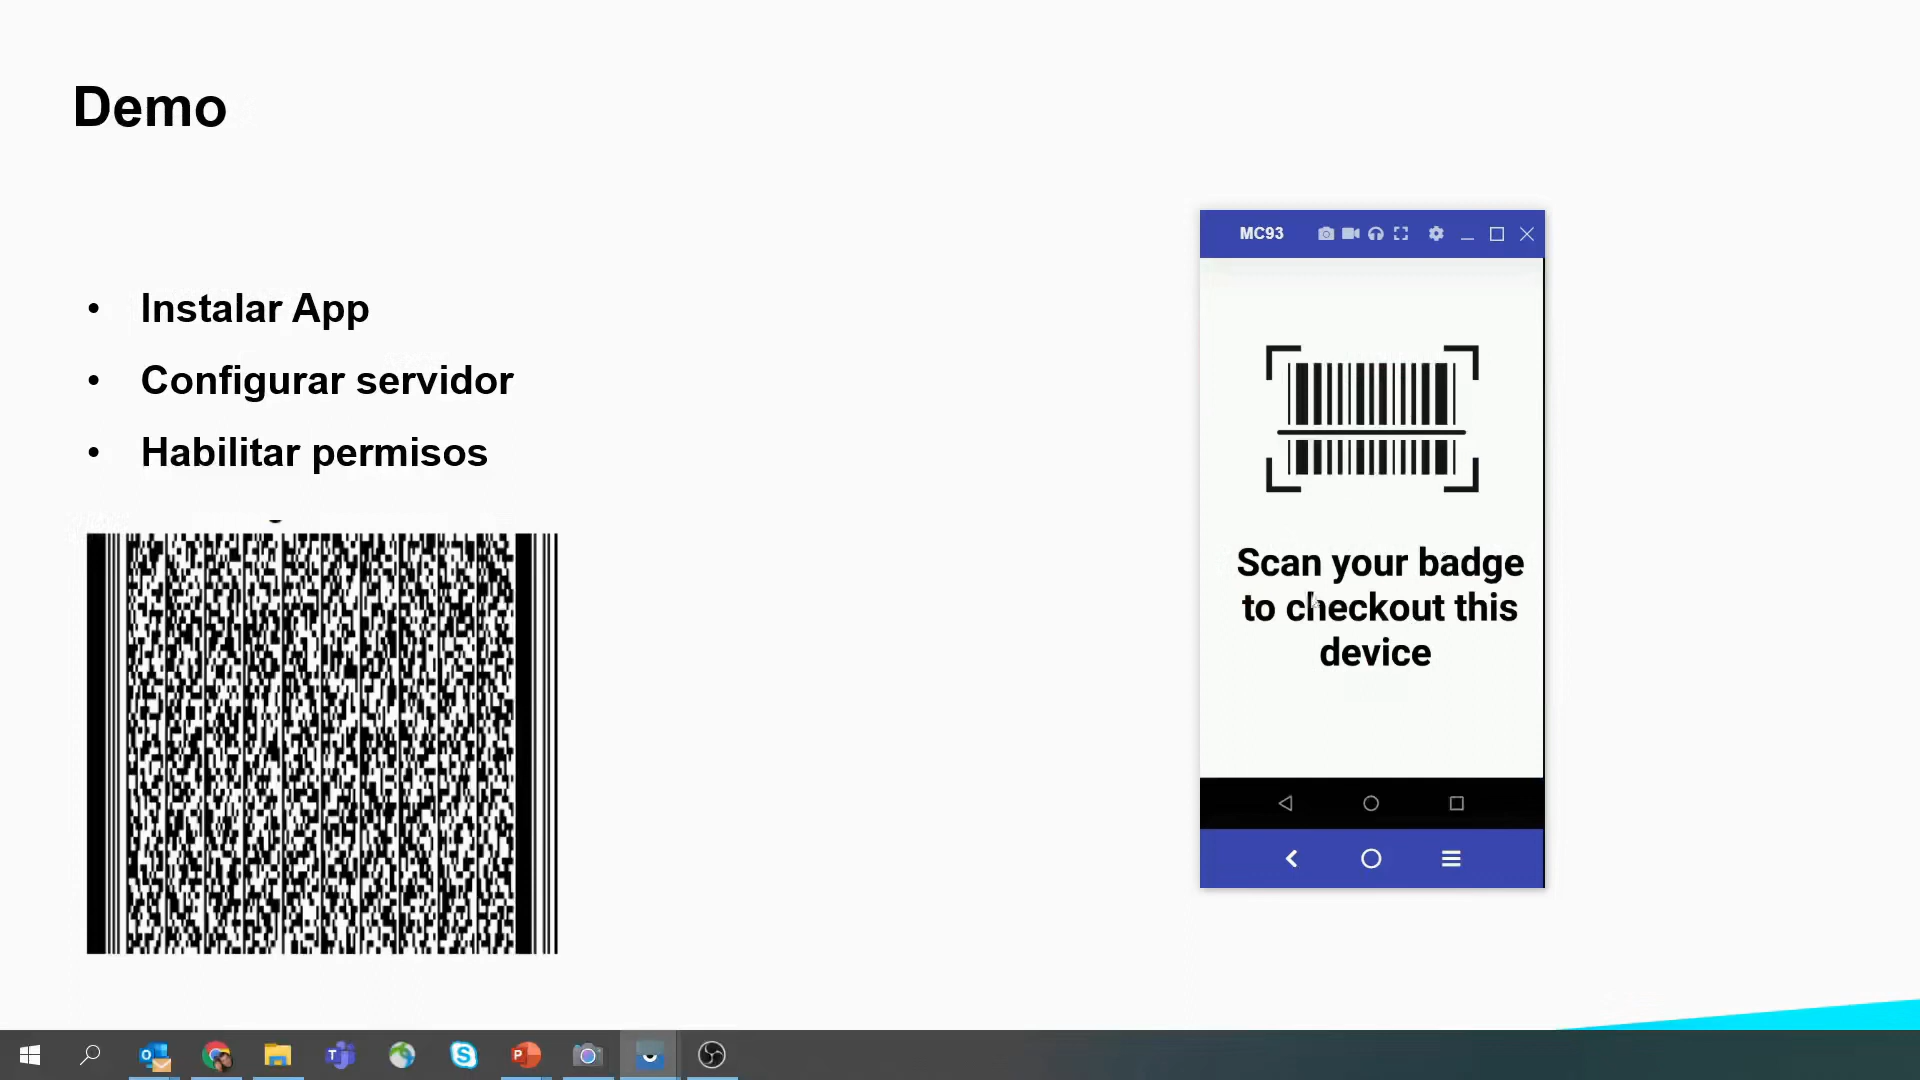 Demo
• Instalar App
• Configurar servidor
• Habilitar permisos
MC93
Scan your badge
to checkout this
device